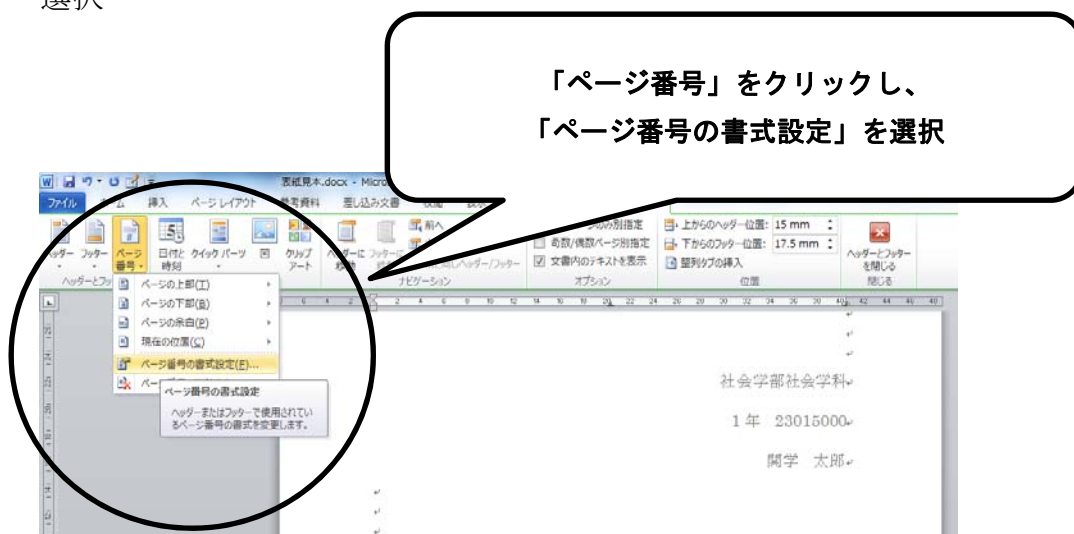 選択
「ページ番号」をクリックし、
「ページ番号の書式設定」を選択
表紙見本.docx - Micro
ファイル 挿入 ページ レイアウト 参考資料 差し込み文書
前へ
奇数/偶数ページ別指定
文書内のテキストを表示
上からのヘッダー位置: 15 mm
下からのフッター位置: 17.5 mm
整列タブの挿入
フッター ページ番号 日付と時刻 クイック パーツ クリップアート
ヘッダーとフッターを閉じる
ナビゲーション オプション 位置 閉じる
ページの上部(T)
ページの下部(B)
ページの余白(P)
現在の位置(C)
ページ番号の書式設定(F)...
ページ番号の書式設定
ヘッダーまたはフッターで使用されてい
るページ番号の書式を変更します。
社会学部社会学科
1 年 23015000
関学 太郎